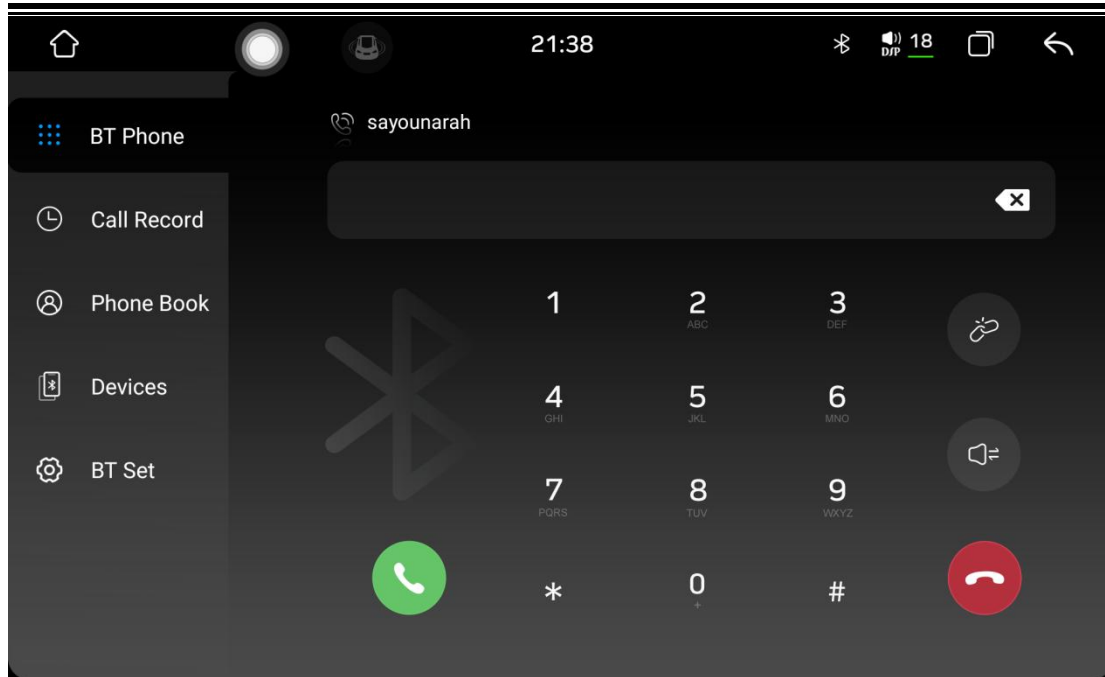 21:38
DSP 18
BT Phone
sayounarah
Call Record
Phone Book
Devices
BT Set
1 2 3
ABC DEF
4 5 6
GHI JKL MNO
7 8 9
PQRS TUV WXYZ
* 0 #
+